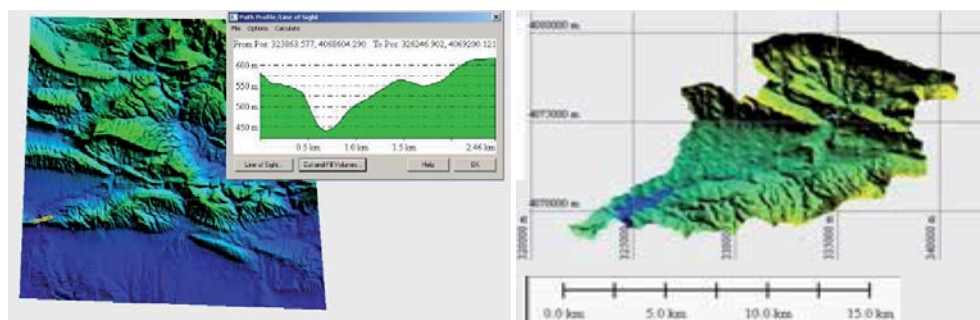 Path Profile/Line of Sight
File Options Calculate
From Pos: 323863.577, 4068604.290 To Pos: 326246.902, 4069200.121
600 m
550 m
500 m
450 m
0.5 km 1.0 km 1.5 km 2.46 km
Line of Sight... Cut-and-Fill Volumes... Help OK
4080000 m
4075000 m
4070000 m
320000 m
325000 m
330000 m
335000 m
340000 m
0.0 km 5.0 km 10.0 km 15.0 km